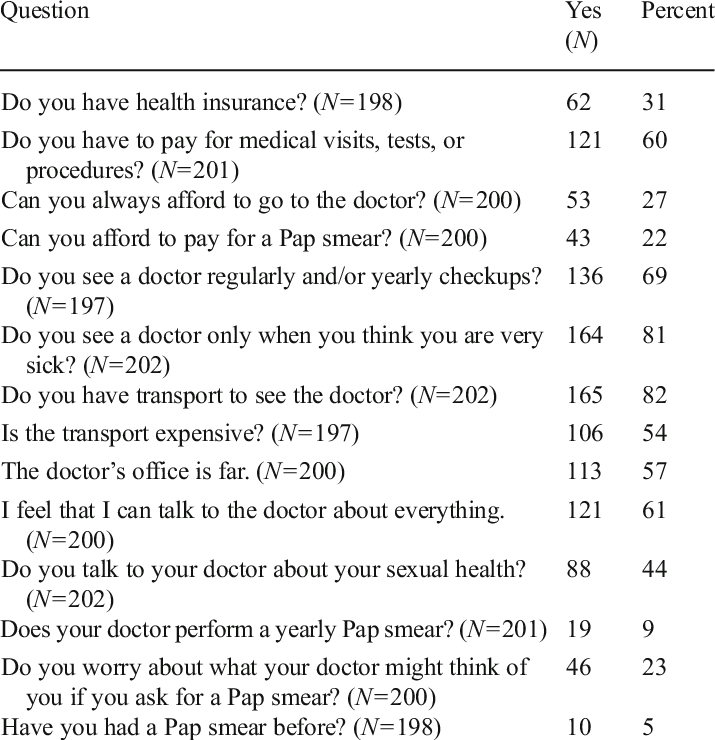 Question Yes Percent
(N)
Do you have health insurance? (N=198) 62 31
Do you have to pay for medical visits, tests, or 121 60
procedures? (N=201)
Can you always afford to go to the doctor? (N=200) 53 27
Can you afford to pay for a Pap smear? (N=200) 43 22
Do you see a doctor regularly and/or yearly checkups? 136 69
(N=197)
Do you see a doctor only when you think you are very 164 81
sick? (N=202)
Do you have transport to see the doctor? (N=202) 165 82
Is the transport expensive? (N=197) 106 54
The doctor's office is far. (N=200) 113 57
I feel that I can talk to the doctor about everything. 121 61
(N=200)
Do you talk to your doctor about your sexual health? 88 44
(N=202)
Does your doctor perform a yearly Pap smear? (N=201) 19 9
Do you worry about what your doctor might think of 46 23
you if you ask for a Pap smear? (N=200)
Have you had a Pap smear before? (N=198) 10 5